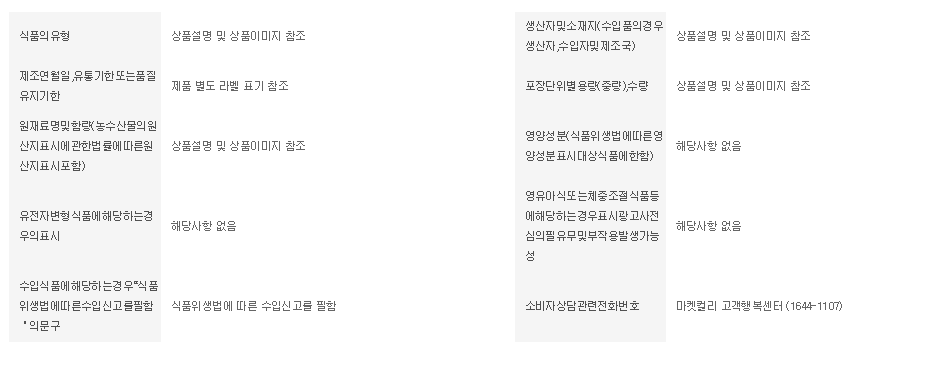 식품의 유형
상품설명 및 상품이미지 참조
생산자및소재지(수입품의경우
생산자,수입자및제조국)
상품설명 및 상품이미지 참조
제조연월일,유통기한또는품질
유지기한
제품 별도 라벨 표기 참조
포장단위별용량(중량),수량
상품설명 및 상품이미지 참조
원재료명및함량(농수산물의원
산지표시에관한법률에따른원
산지표시포함)
상품설명 및 상품이미지 참조
영양성분(식품위생법에따른영
양성분표시대상식품에한함)
해당사항 없음
유전자변형식품에해당하는경
우의표시
해당사항 없음
영유아식또는체중조절식품등
에해당하는경우표시광고사전
심의필유무및부작용발생가능
성
해당사항 없음
수입식품에해당하는경우“식품
위생법에따른수입신고를필함
"의문구
식품위생법에 따른 수입신고를 필함
소비자상담관련전화번호
마켓컬리 고객행복센터 (1644-1107)